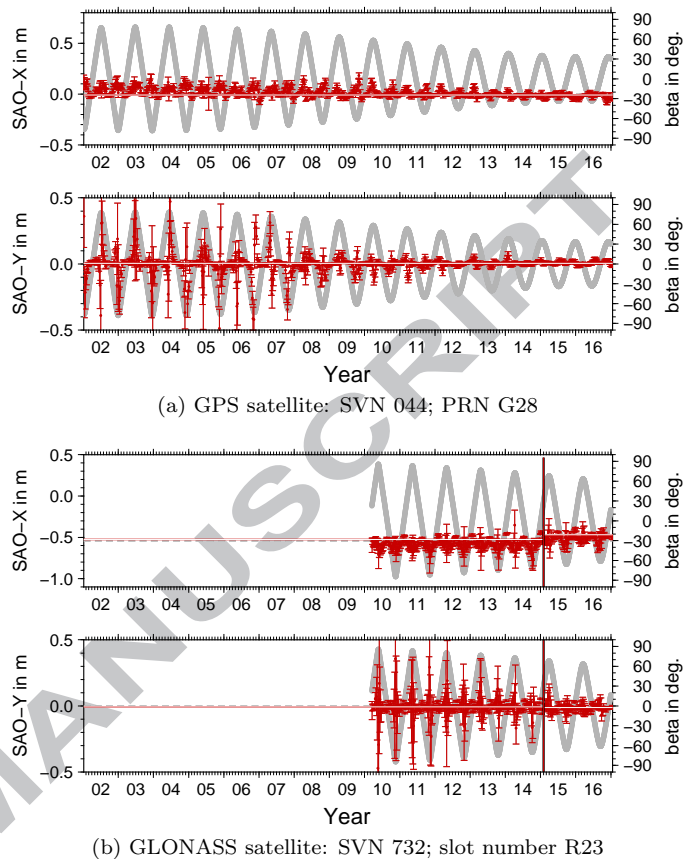 SAO−X in m
0.5
0.0
−0.5
90
60
30
0
−30
−60
−90
beta in deg.
02 03 04 05 06 07 08 09 10 11 12 13 14 15 16
SAO−Y in m
0.5
0.0
−0.5
90
60
30
0
−30
−60
−90
beta in deg.
02 03 04 05 06 07 08 09 10 11 12 13 14 15 16
Year
(a) GPS satellite: SVN 044; PRN G28
SAO−X in m
0.5
0.0
−0.5
−1.0
90
60
30
0
−30
−60
−90
beta in deg.
02 03 04 05 06 07 08 09 10 11 12 13 14 15 16
SAO−Y in m
0.5
0.0
−0.5
90
60
30
0
−30
−60
−90
beta in deg.
02 03 04 05 06 07 08 09 10 11 12 13 14 15 16
Year
(b) GLONASS satellite: SVN 732; slot number R23
MANUSCRIPT